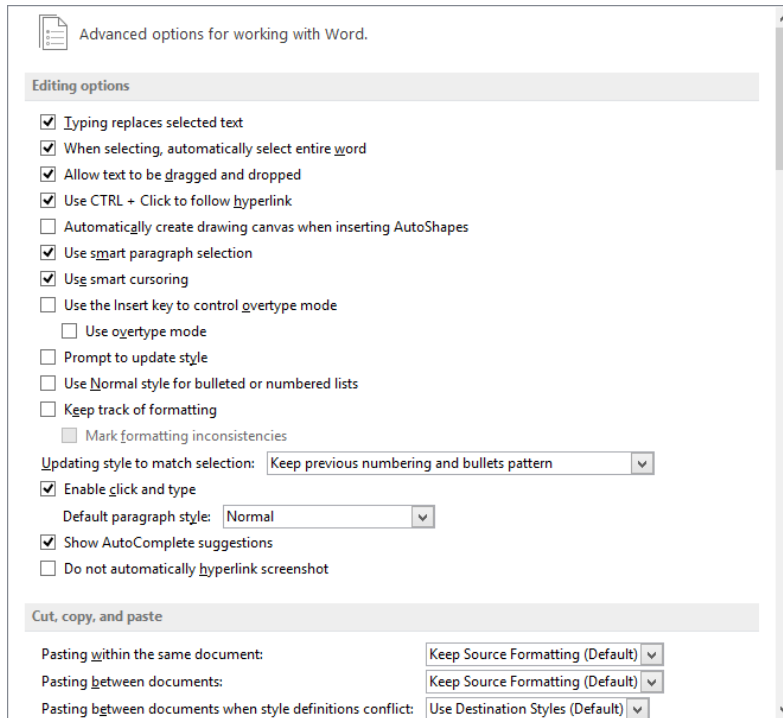 Advanced options for working with Word.
Editing options
Typing replaces selected text
When selecting, automatically select entire word
Allow text to be dragged and dropped
Use CTRL + Click to follow hyperlink
Automatically create drawing canvas when inserting AutoShapes
Use smart paragraph selection
Use smart cursoring
Use the Insert key to control overtype mode
Use overtype mode
Prompt to update style
Use Normal style for bulleted or numbered lists
Keep track of formatting
Mark formatting inconsistencies
Updating style to match selection: Keep previous numbering and bullets pattern
Enable click and type
Default paragraph style: Normal
Show AutoComplete suggestions
Do not automatically hyperlink screenshot
Cut, copy, and paste
Pasting within the same document: Keep Source Formatting (Default)
Pasting between documents: Keep Source Formatting (Default)
Pasting between documents when style definitions conflict: Use Destination Styles (Default)